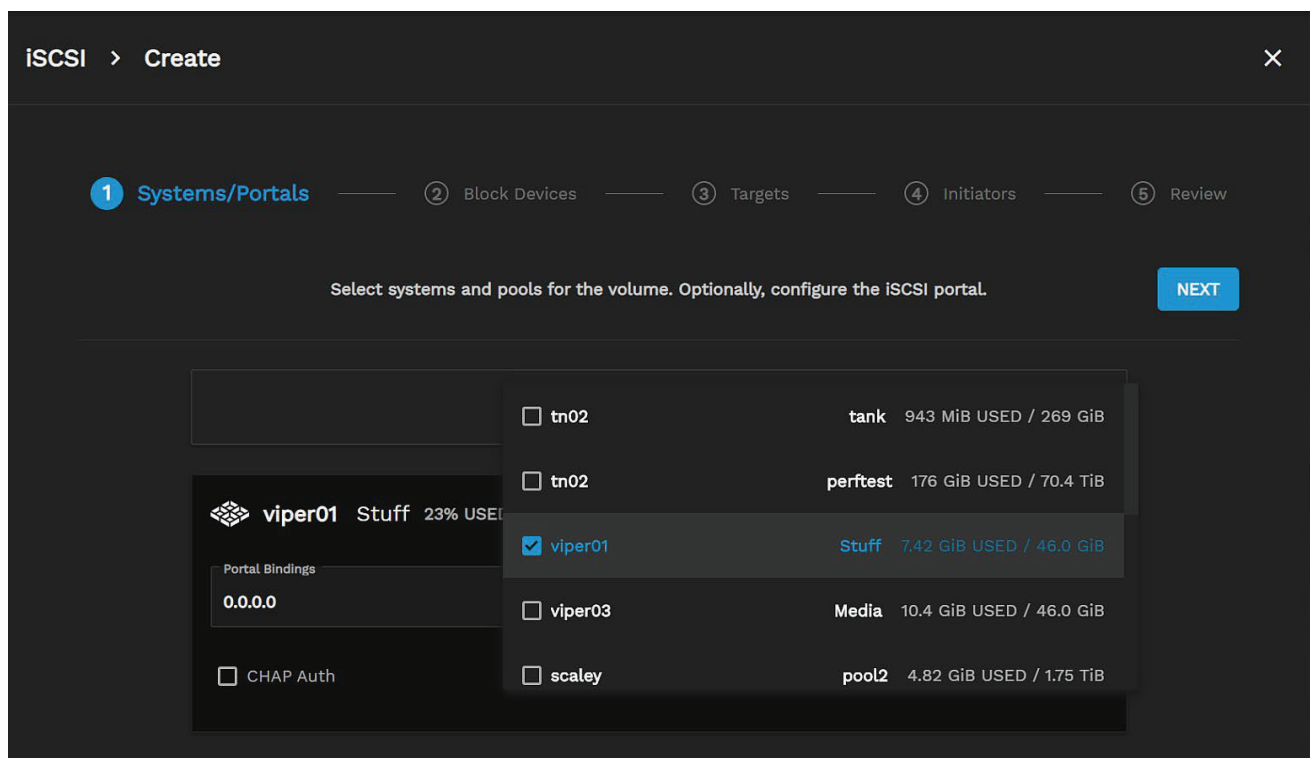 iSCSI > Create
1 Systems/Portals 2 Block Devices 3 Targets 4 Initiators 5 Review
Select systems and pools for the volume. Optionally, configure the iSCSI portal.
NEXT
tn02 tank 943 MiB USED / 269 GiB
tn02 perftest 176 GiB USED / 70.4 TiB
viper01 Stuff 7.42 GiB USED / 46.0 GiB
viper03 Media 10.4 GiB USED / 46.0 GiB
scaley pool2 4.82 GiB USED / 1.75 TiB
viper01 Stuff 23% USED
Portal Bindings
0.0.0.0
CHAP Auth